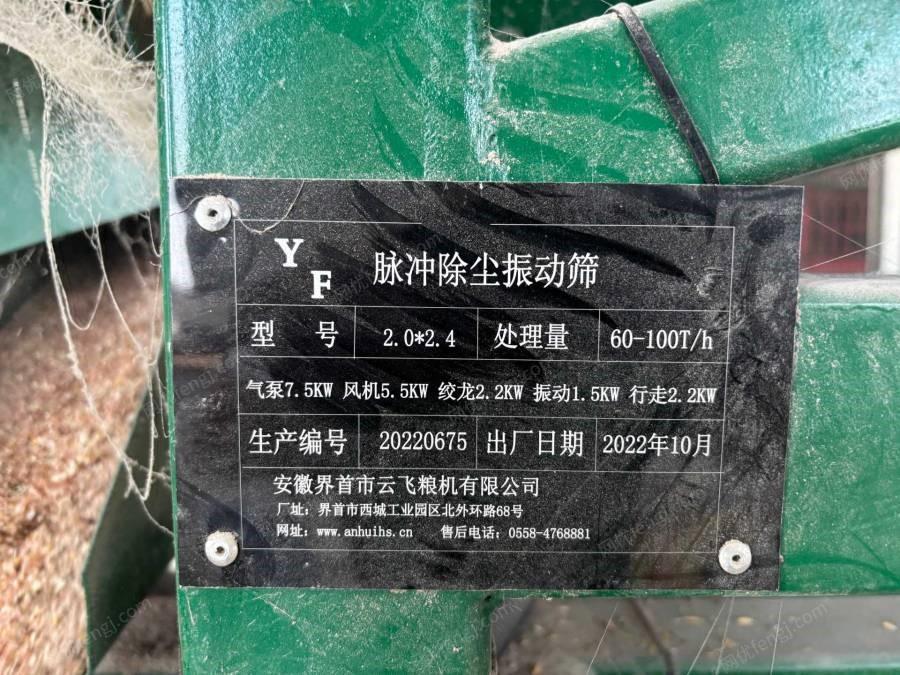 Y F 脉冲除尘振动筛
型 号 2.0*2.4 处理量 60-100T/h
气泵7.5KW 风机5.5KW 绞龙2.2KW 振动1.5KW 行走2.2KW
生产编号 20220675 出厂日期 2022年10月
安徽界首市云飞粮机有限公司
厂址：界首市西城工业园区北外环路68号
网址：www.anhuihs.cn 售后电话：0558-4768881